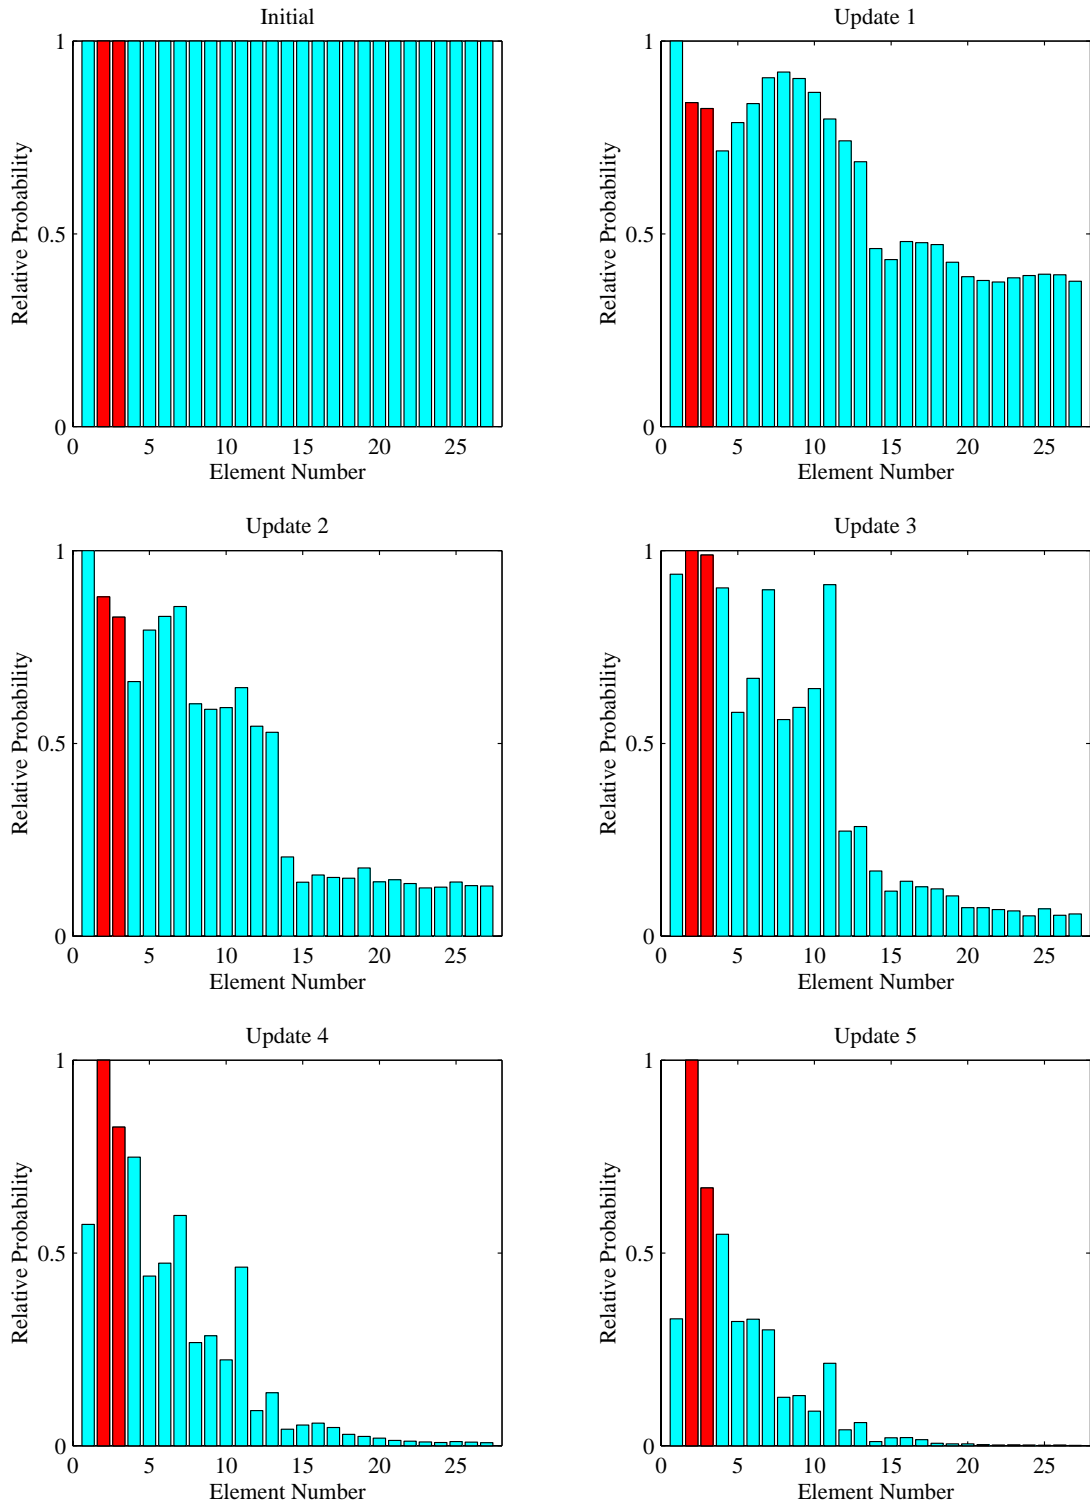 Initial
Update 1
1
0.5
0
Relative Probability
0 5 10 15 20 25
Element Number
1
0.5
0
Relative Probability
0 5 10 15 20 25
Element Number
Update 2
Update 3
1
0.5
0
Relative Probability
0 5 10 15 20 25
Element Number
1
0.5
0
Relative Probability
0 5 10 15 20 25
Element Number
Update 4
Update 5
1
0.5
0
Relative Probability
0 5 10 15 20 25
Element Number
1
0.5
0
Relative Probability
0 5 10 15 20 25
Element Number